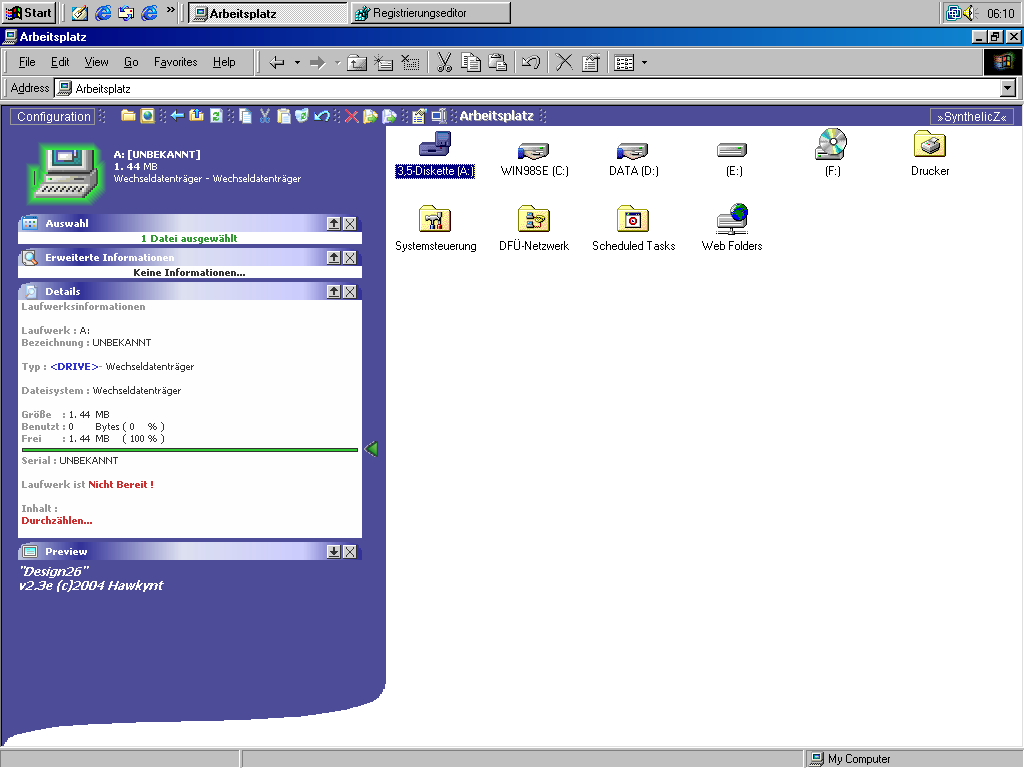 Start
»
Arbeitsplatz
Registrierungseditor
06:10
Arbeitsplatz
File Edit View Go Favorites Help
Address Arbeitsplatz
Configuration
Arbeitsplatz
»SynthelicZ«
A: [UNBEKANNT]
1. 44 MB
Wechseldatenträger - Wechseldatenträger
Auswahl
1 Datei ausgewählt
Erweiterte Informationen
Keine Informationen...
Details
Laufwerksinformationen
Laufwerk : A:
Bezeichnung : UNBEKANNT
Typ : <DRIVE>- Wechseldatenträger
Dateisystem : Wechseldatenträger
Größe : 1. 44 MB
Benutzt : 0 Bytes ( 0 % )
Frei : 1. 44 MB ( 100 % )
Serial : UNBEKANNT
Laufwerk ist Nicht Bereit !
Inhalt :
Durchzählen...
Preview
"Design26"
v2.3e (c)2004 Hawkynt
3,5-Diskette (A:)
WIN98SE (C:)
DATA (D:)
(E:)
(F:)
Drucker
Systemsteuerung
DFÜ-Netzwerk
Scheduled Tasks
Web Folders
My Computer